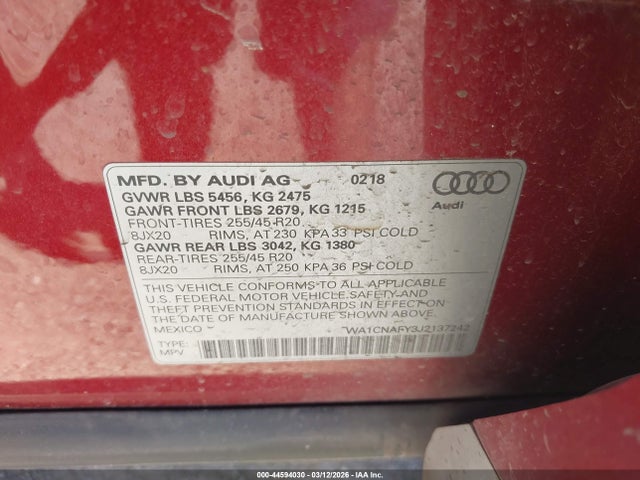 MFD. BY AUDI AG 0218
GVWR LBS 5456, KG 2475
GAWR FRONT LBS 2679, KG 1215
FRONT-TIRES 255/45 R20
8JX20 RIMS, AT 230 KPA 33 PSI COLD
GAWR REAR LBS 3042, KG 1380
REAR-TIRES 255/45 R20
8JX20 RIMS, AT 250 KPA 36 PSI COLD
Audi
THIS VEHICLE CONFORMS TO ALL APPLICABLE
U.S. FEDERAL MOTOR VEHICLE SAFETY AND
THEFT PREVENTION STANDARDS IN EFFECT ON
THE DATE OF MANUFACTURE SHOWN ABOVE.
MEXICO WA1CNAFY3J2137242
TYPE:
MPV
000-44594030 - 03/12/2026 - IAA Inc.